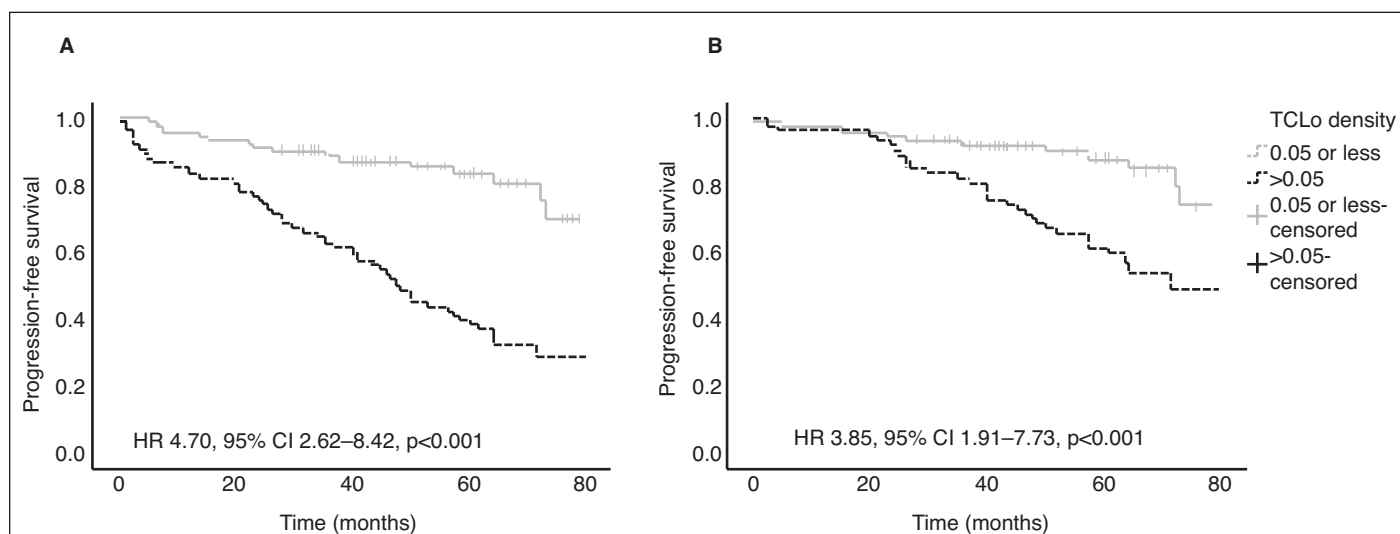 A
Progression-free survival
1.0
0.8
0.6
0.4
0.2
0.0
HR 4.70, 95% CI 2.62–8.42, p<0.001
0 20 40 60 80
Time (months)
B
Progression-free survival
1.0
0.8
0.6
0.4
0.2
0.0
HR 3.85, 95% CI 1.91–7.73, p<0.001
0 20 40 60 80
Time (months)
TCLo density
0.05 or less
>0.05
0.05 or less-
censored
>0.05-
censored